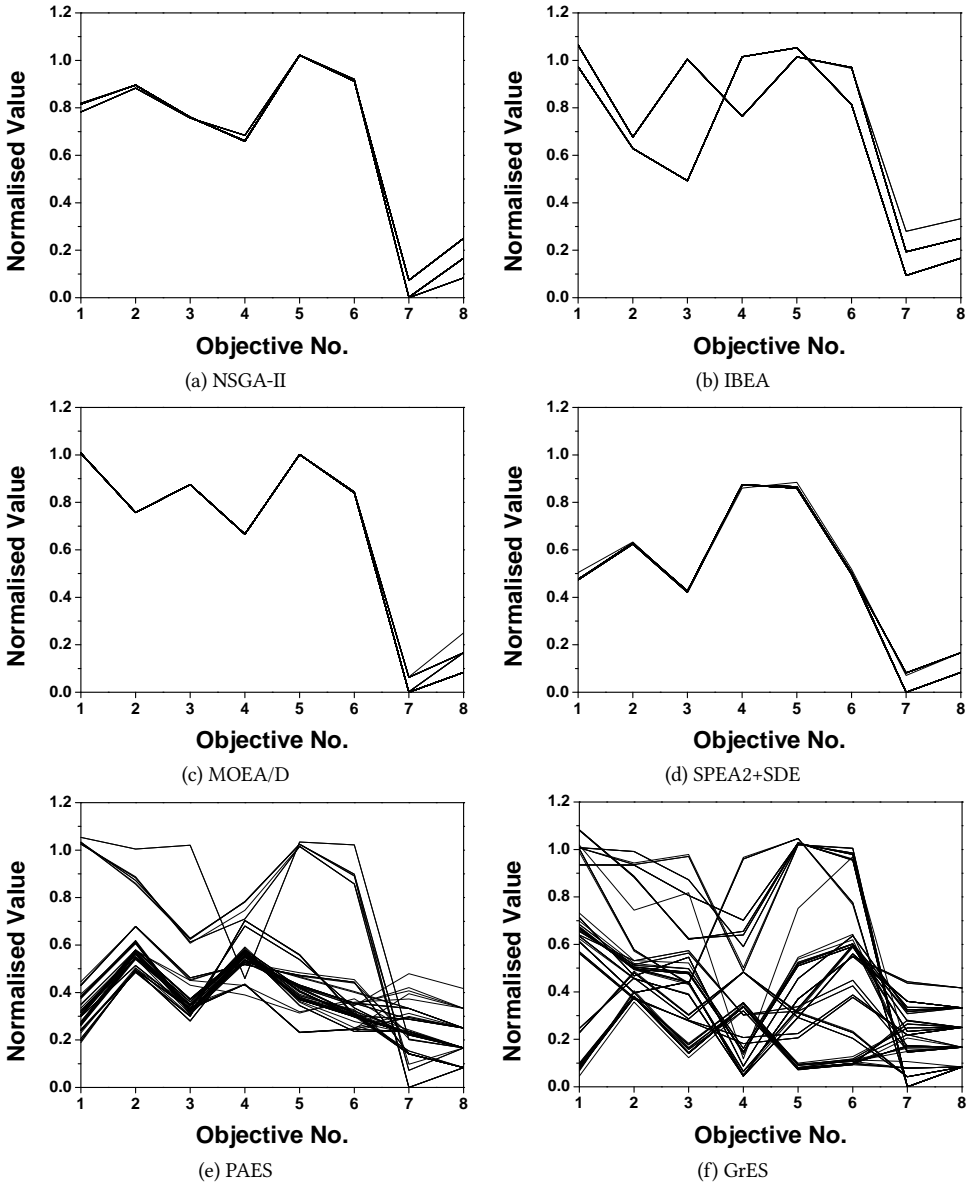 1.2
1.0
0.8
0.6
0.4
0.2
0.0
Normalised Value
1 2 3 4 5 6 7 8
Objective No.
(a) NSGA-II
1.2
1.0
0.8
0.6
0.4
0.2
0.0
Normalised Value
1 2 3 4 5 6 7 8
Objective No.
(b) IBEA
1.2
1.0
0.8
0.6
0.4
0.2
0.0
Normalised Value
1 2 3 4 5 6 7 8
Objective No.
(c) MOEA/D
1.2
1.0
0.8
0.6
0.4
0.2
0.0
Normalised Value
1 2 3 4 5 6 7 8
Objective No.
(d) SPEA2+SDE
1.2
1.0
0.8
0.6
0.4
0.2
0.0
Normalised Value
1 2 3 4 5 6 7 8
Objective No.
(e) PAES
1.2
1.0
0.8
0.6
0.4
0.2
0.0
Normalised Value
1 2 3 4 5 6 7 8
Objective No.
(f) GrES